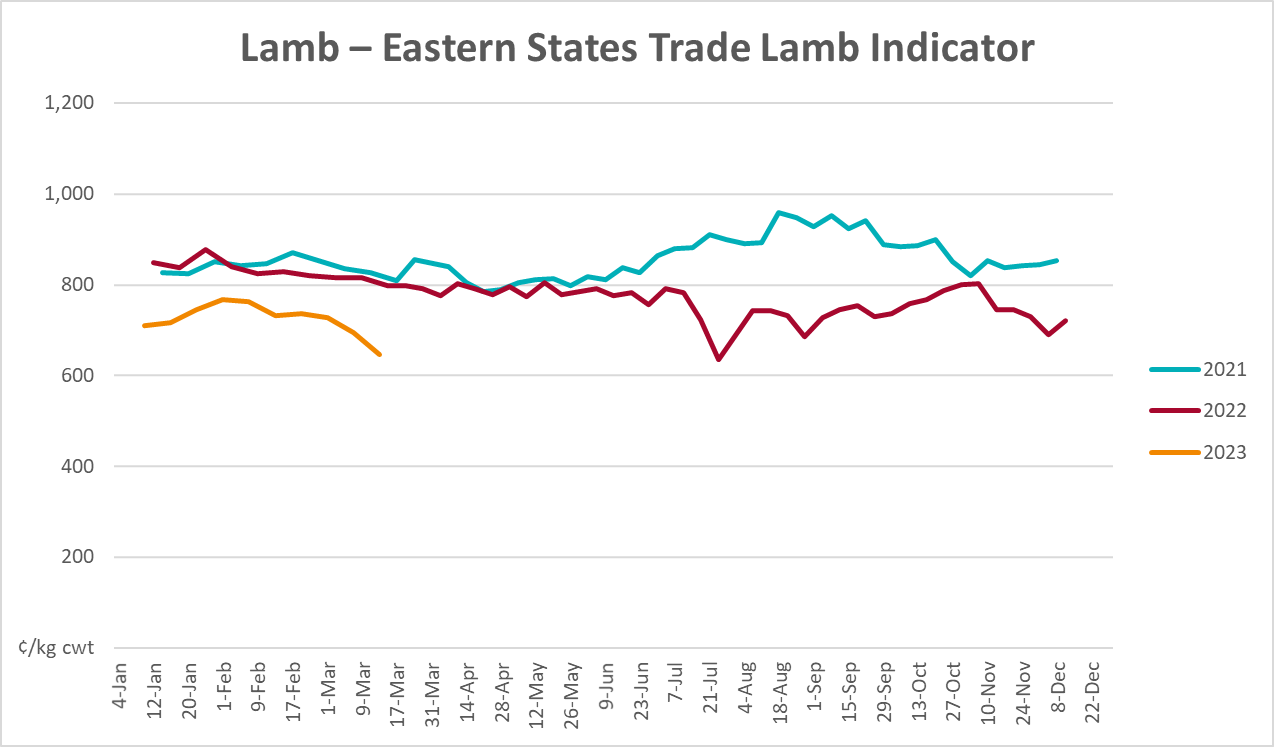 Lamb – Eastern States Trade Lamb Indicator
1,200
1,000
800
600
400
200
¢/kg cwt
4-Jan
12-Jan
20-Jan
1-Feb
9-Feb
17-Feb
1-Mar
9-Mar
17-Mar
31-Mar
14-Apr
28-Apr
12-May
26-May
9-Jun
23-Jun
7-Jul
21-Jul
4-Aug
18-Aug
1-Sep
15-Sep
29-Sep
13-Oct
27-Oct
10-Nov
24-Nov
8-Dec
22-Dec
2021
2022
2023